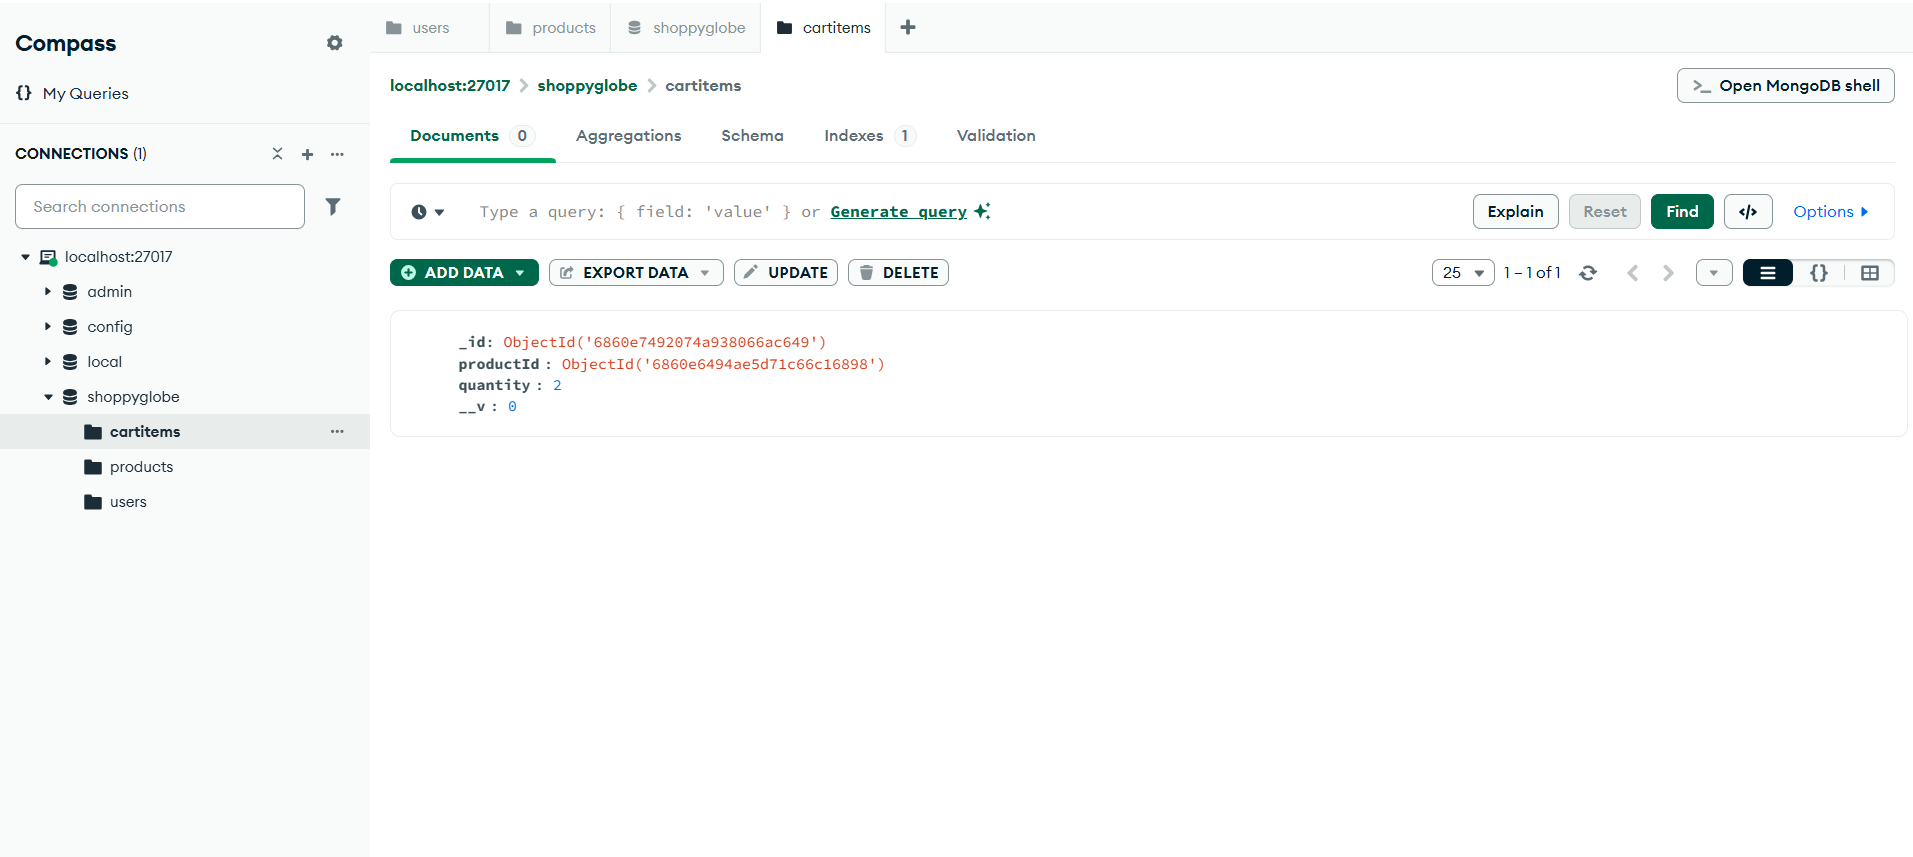 Compass
My Queries
CONNECTIONS (1)
Search connections
localhost:27017
admin
config
local
shoppyglobe
cartitems
products
users
users products shoppyglobe cartitems
localhost:27017 shoppyglobe cartitems
>_ Open MongoDB shell
Documents 0 Aggregations Schema Indexes 1 Validation
Type a query: { field: 'value' } or Generate query
Explain Reset Find </> Options
ADD DATA EXPORT DATA UPDATE DELETE
25 1 – 1 of 1 {}
_id: ObjectId('6860e7492074a938066ac649')
productId : ObjectId('6860e6494ae5d71c66c16898')
quantity : 2
__v : 0